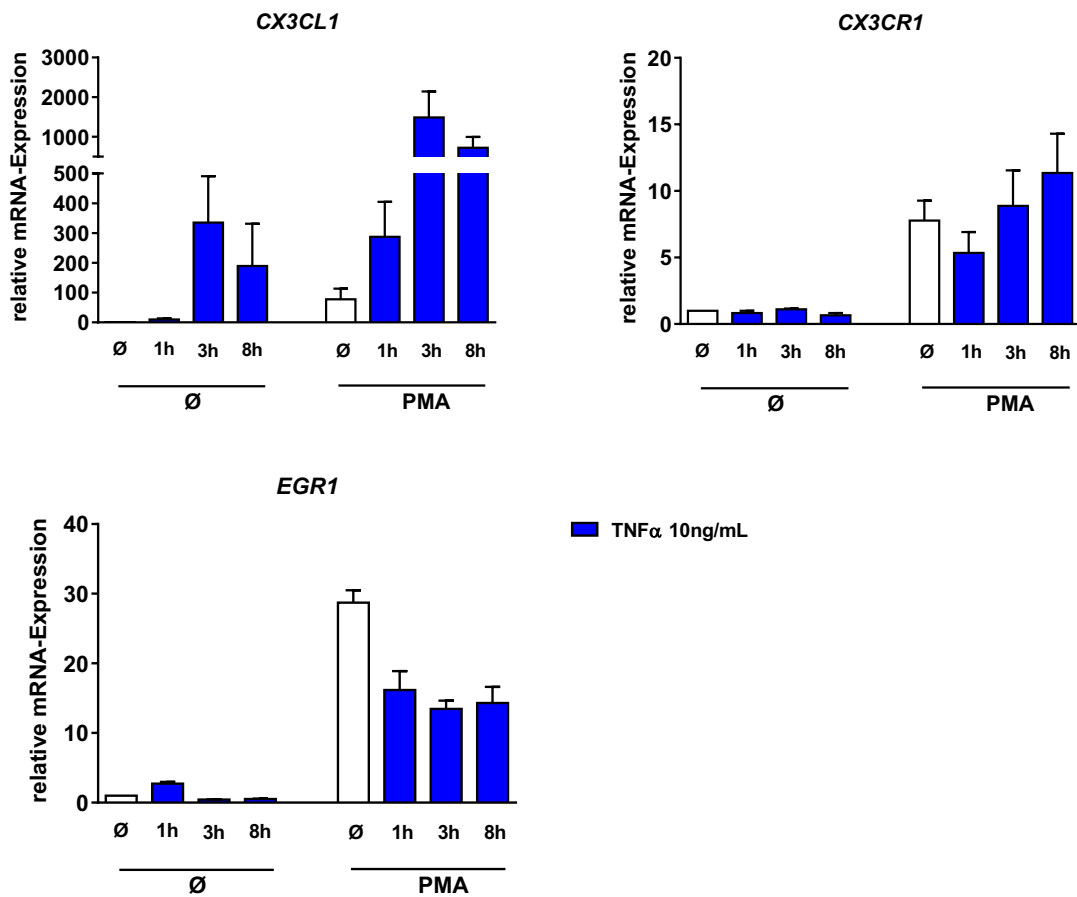 CX3CL1
relative mRNA-Expression
3000
2000
1000
500
400
300
200
100
0
Ø 1h 3h 8h Ø 1h 3h 8h
Ø PMA
CX3CR1
relative mRNA-Expression
20
15
10
5
0
Ø 1h 3h 8h Ø 1h 3h 8h
Ø PMA
EGR1
relative mRNA-Expression
40
30
20
10
0
Ø 1h 3h 8h Ø 1h 3h 8h
Ø PMA
TNFα 10ng/mL